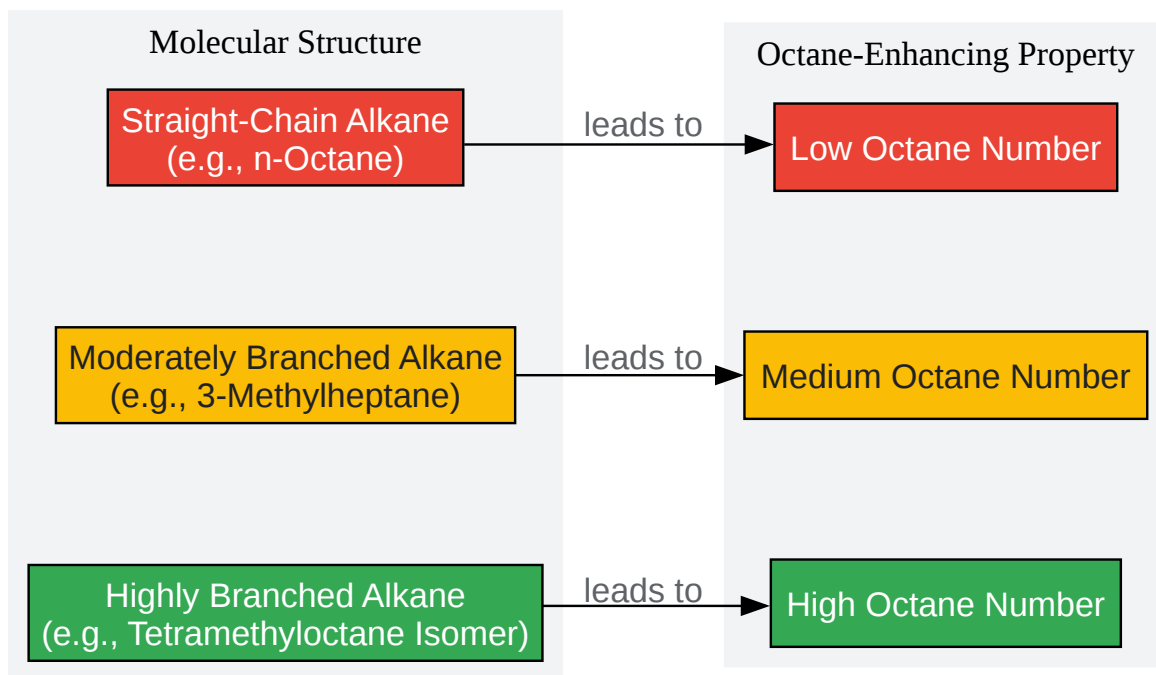 Molecular Structure
Octane-Enhancing Property
Straight-Chain Alkane
(e.g., n-Octane)
leads to
Low Octane Number
Moderately Branched Alkane
(e.g., 3-Methylheptane)
leads to
Medium Octane Number
Highly Branched Alkane
(e.g., Tetramethyloctane Isomer)
leads to
High Octane Number